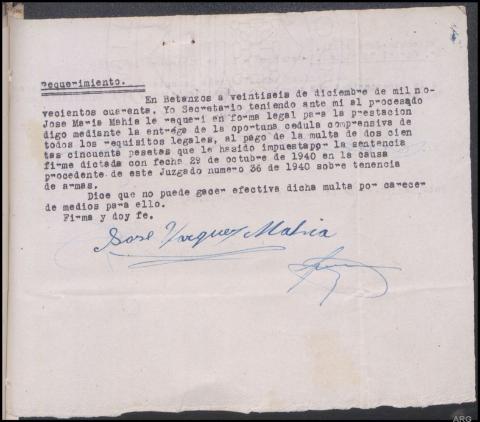 Requerimiento.
En Betanzos a veintiseis de diciembre de mil no-
vecientos cuarenta. Yo Secretario teniendo ante mi al procesado
Jose Maria Mahia le requeri en forma legal para la prestacion
digo mediante la entrega de la oportuna cedula comprensiva de
todos los requisitos legales, al pago de la multa de dos cien
tas cincuenta pesetas que le hasido impuestapor la sentencia
firme dictada con fecha 29 de octubre de 1940 en la causa
procedente de este Juzgado numero 36 de 1940 sobre tenencia
de armas.
Dice que no puede gacer efectiva dicha multa por carecer
de medios para ello.
Firma y doy fe.
Jose Vazquez Mahia
ARG